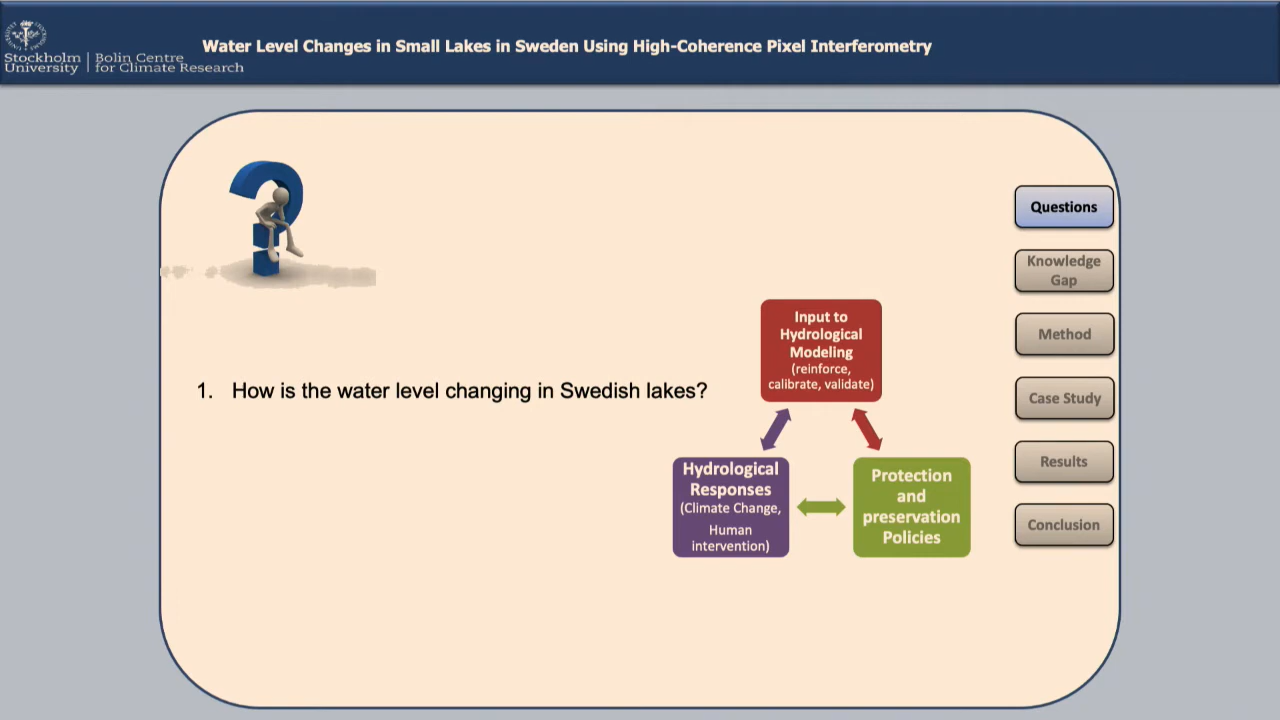 Water Level Changes in Small Lakes in Sweden Using High-Coherence Pixel Interferometry
Stockholm
University
Bolin Centre
for Climate Research
Questions
Knowledge
Gap
Method
Case Study
Results
Conclusion
1. How is the water level changing in Swedish lakes?
Input to
Hydrological
Modeling
(reinforce,
calibrate, validate)
Hydrological
Responses
(Climate Change,
Human
intervention)
Protection
and
preservation
Policies